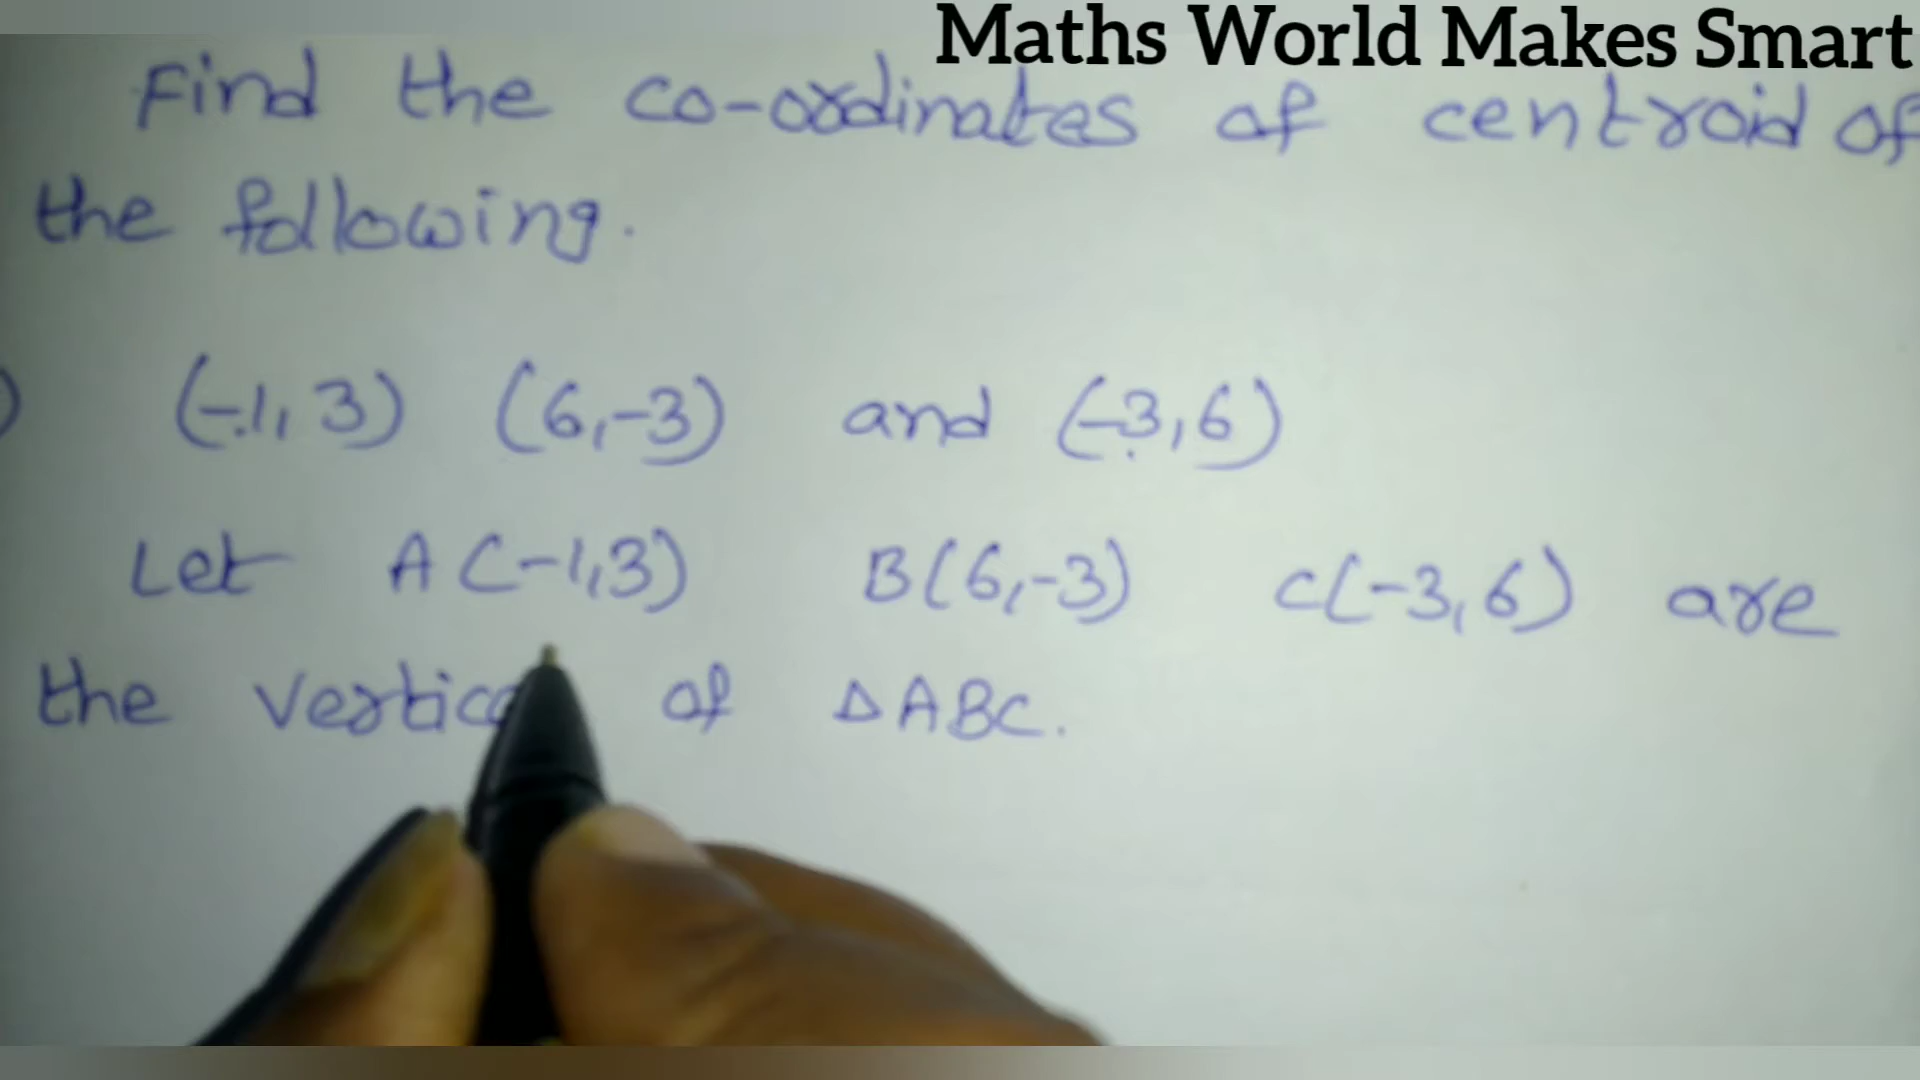 Maths World Makes Smart
Find the co-ordinates of centroid of
the following.
) (-1, 3) (6, -3) and (-3, 6)
Let A(-1,3) B(6,-3) C(-3,6) are
the of ΔABC.